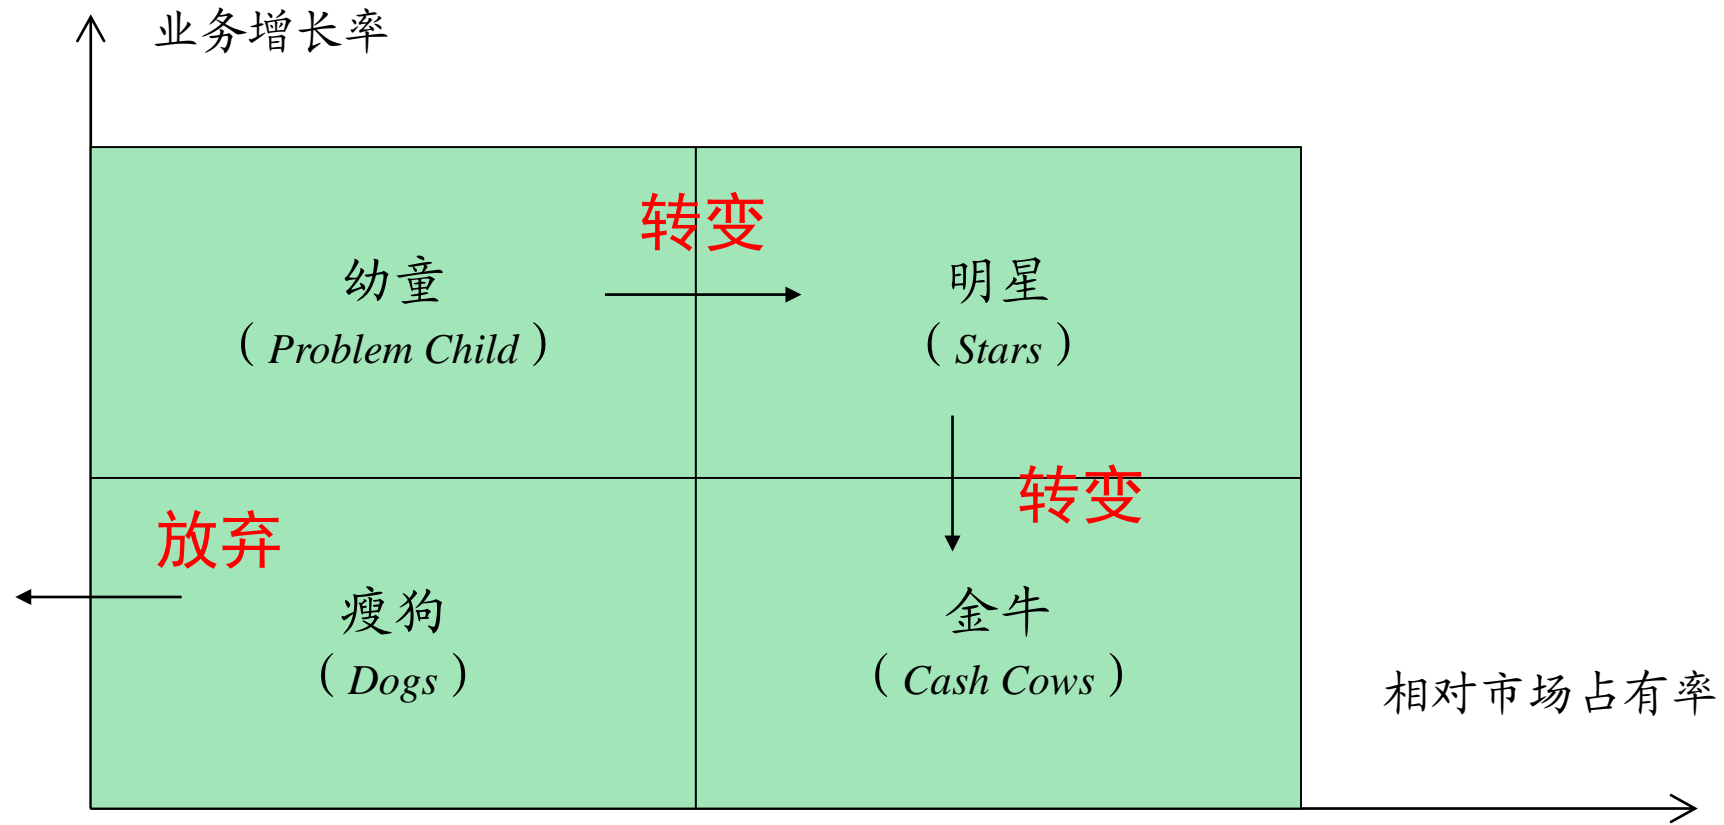 业务增长率
转变
幼童
（Problem Child）
明星
（Stars）
转变
放弃
瘦狗
（Dogs）
金牛
（Cash Cows）
相对市场占有率